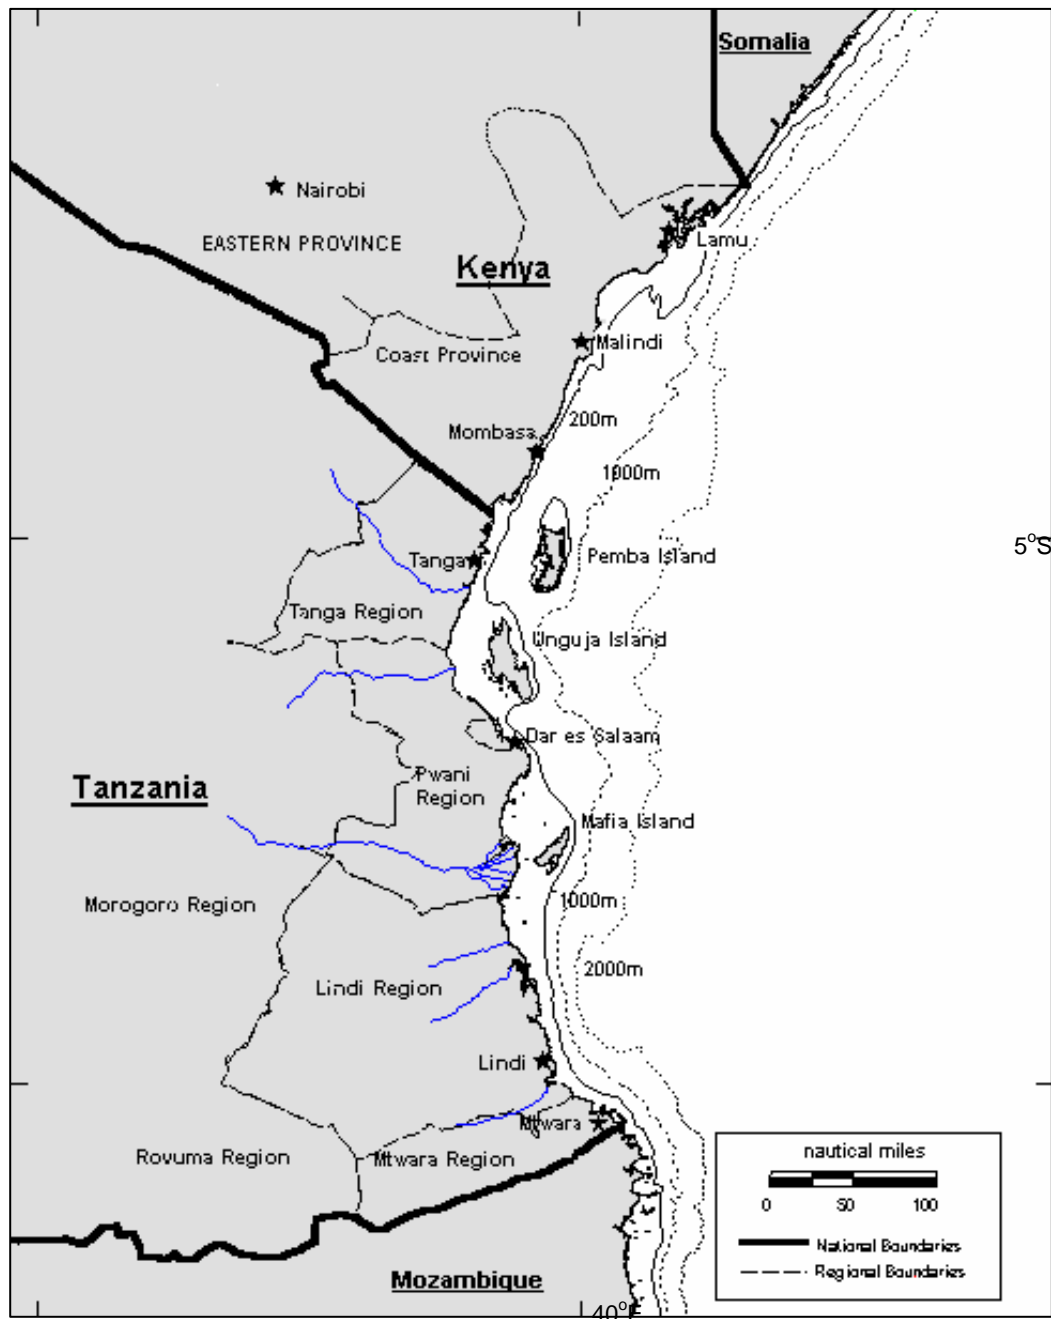 Somalia
Nairobi
EASTERN PROVINCE
Lamu
Kenya
Malindi
Coast Province
200m
Mombasa
1000m
5°S
Tanga
Pemba Island
Tanga Region
Unguja Island
Dar es Salaam
Pwani
Region
Tanzania
Mafia Island
Morogoro Region
1000m
2000m
Lindi Region
Lindi
Mtwara
Rovuma Region
Mtwara Region
nautical miles
0 50 100
National Boundaries
Regional Boundaries
Mozambique
40°E